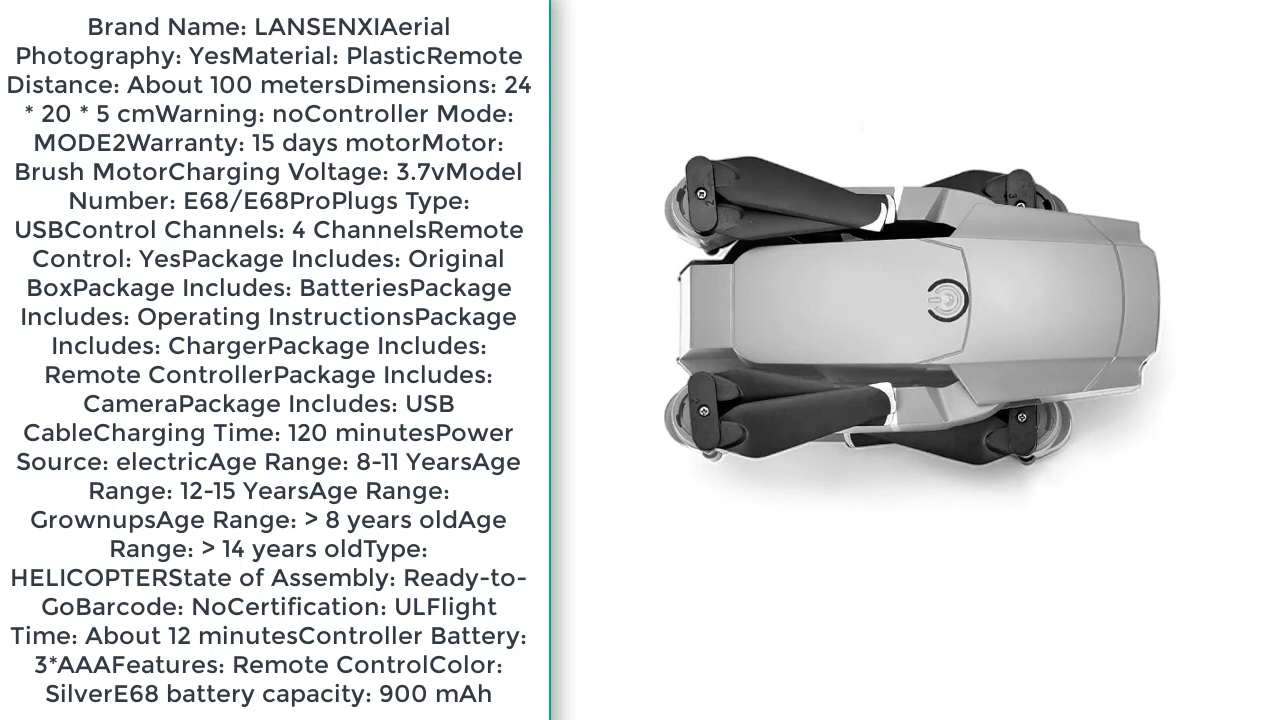 Brand Name: LANSENXIAerial
Photography: YesMaterial: PlasticRemote
Distance: About 100 metersDimensions: 24
* 20 * 5 cmWarning: noController Mode:
MODE2Warranty: 15 days motorMotor:
Brush MotorCharging Voltage: 3.7vModel
Number: E68/E68ProPlugs Type:
USBControl Channels: 4 ChannelsRemote
Control: YesPackage Includes: Original
BoxPackage Includes: BatteriesPackage
Includes: Operating InstructionsPackage
Includes: ChargerPackage Includes:
Remote ControllerPackage Includes:
CameraPackage Includes: USB
CableCharging Time: 120 minutesPower
Source: electricAge Range: 8-11 YearsAge
Range: 12-15 YearsAge Range:
GrownupsAge Range: > 8 years oldAge
Range: > 14 years oldType:
HELICOPTERState of Assembly: Ready-to-
GoBarcode: NoCertification: ULFlight
Time: About 12 minutesController Battery:
3*AAAFeatures: Remote ControlColor:
SilverE68 battery capacity: 900 mAh